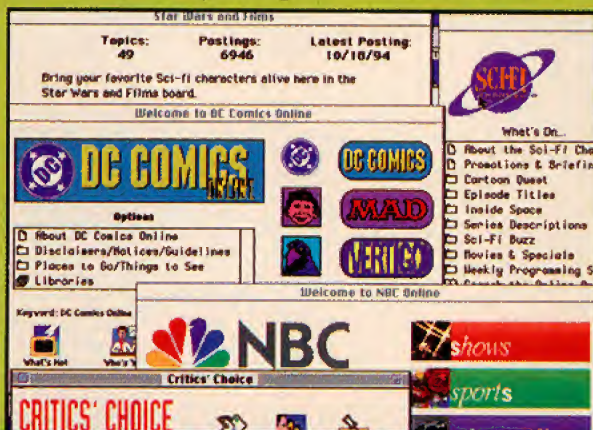 Star Wars and Films
Topics: Postings: Latest Posting:
49 6946 10/18/94
Bring your favorite Sci-fi characters alive here in the
Star Wars and Films board.
SCI-FI
What's On...
About the Sci-Fi Cha
Promotions & Briefin
Cartoon Quest
Episode Titles
Inside Space
Series Descriptions
Sci-Fi Buzz
Movies & Specials
Weekly Programming S
Welcome to DC Comics Online
DC DC COMICS ONLINE
DC DC COMICS
MAD
VERTIGO
Options
About DC Comics Online
Disclaimers/Notices/Guidelines
Places to Go/Things to See
Libraries
Keyword: DC Comics Online
What's Hot
Who's
Welcome to NBC Online
NBC
shows
sports
Critics' Choice
CRITICS' CHOICE